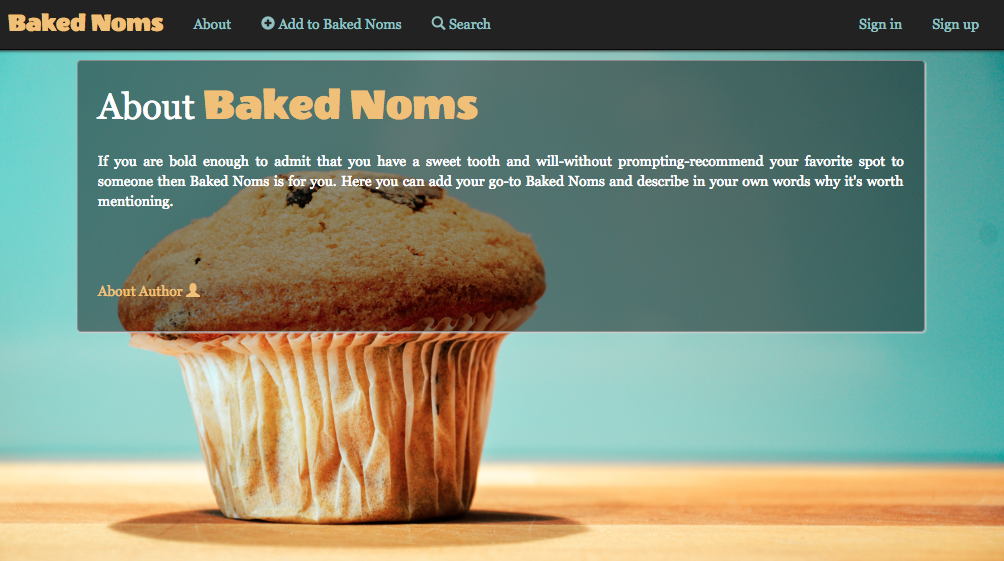 Baked Noms About Add to Baked Noms Search Sign in Sign up
About Baked Noms
If you are bold enough to admit that you have a sweet tooth and will-without prompting-recommend your favorite spot to
someone then Baked Noms is for you. Here you can add your go-to Baked Noms and describe in your own words why it's worth
mentioning.
About Author